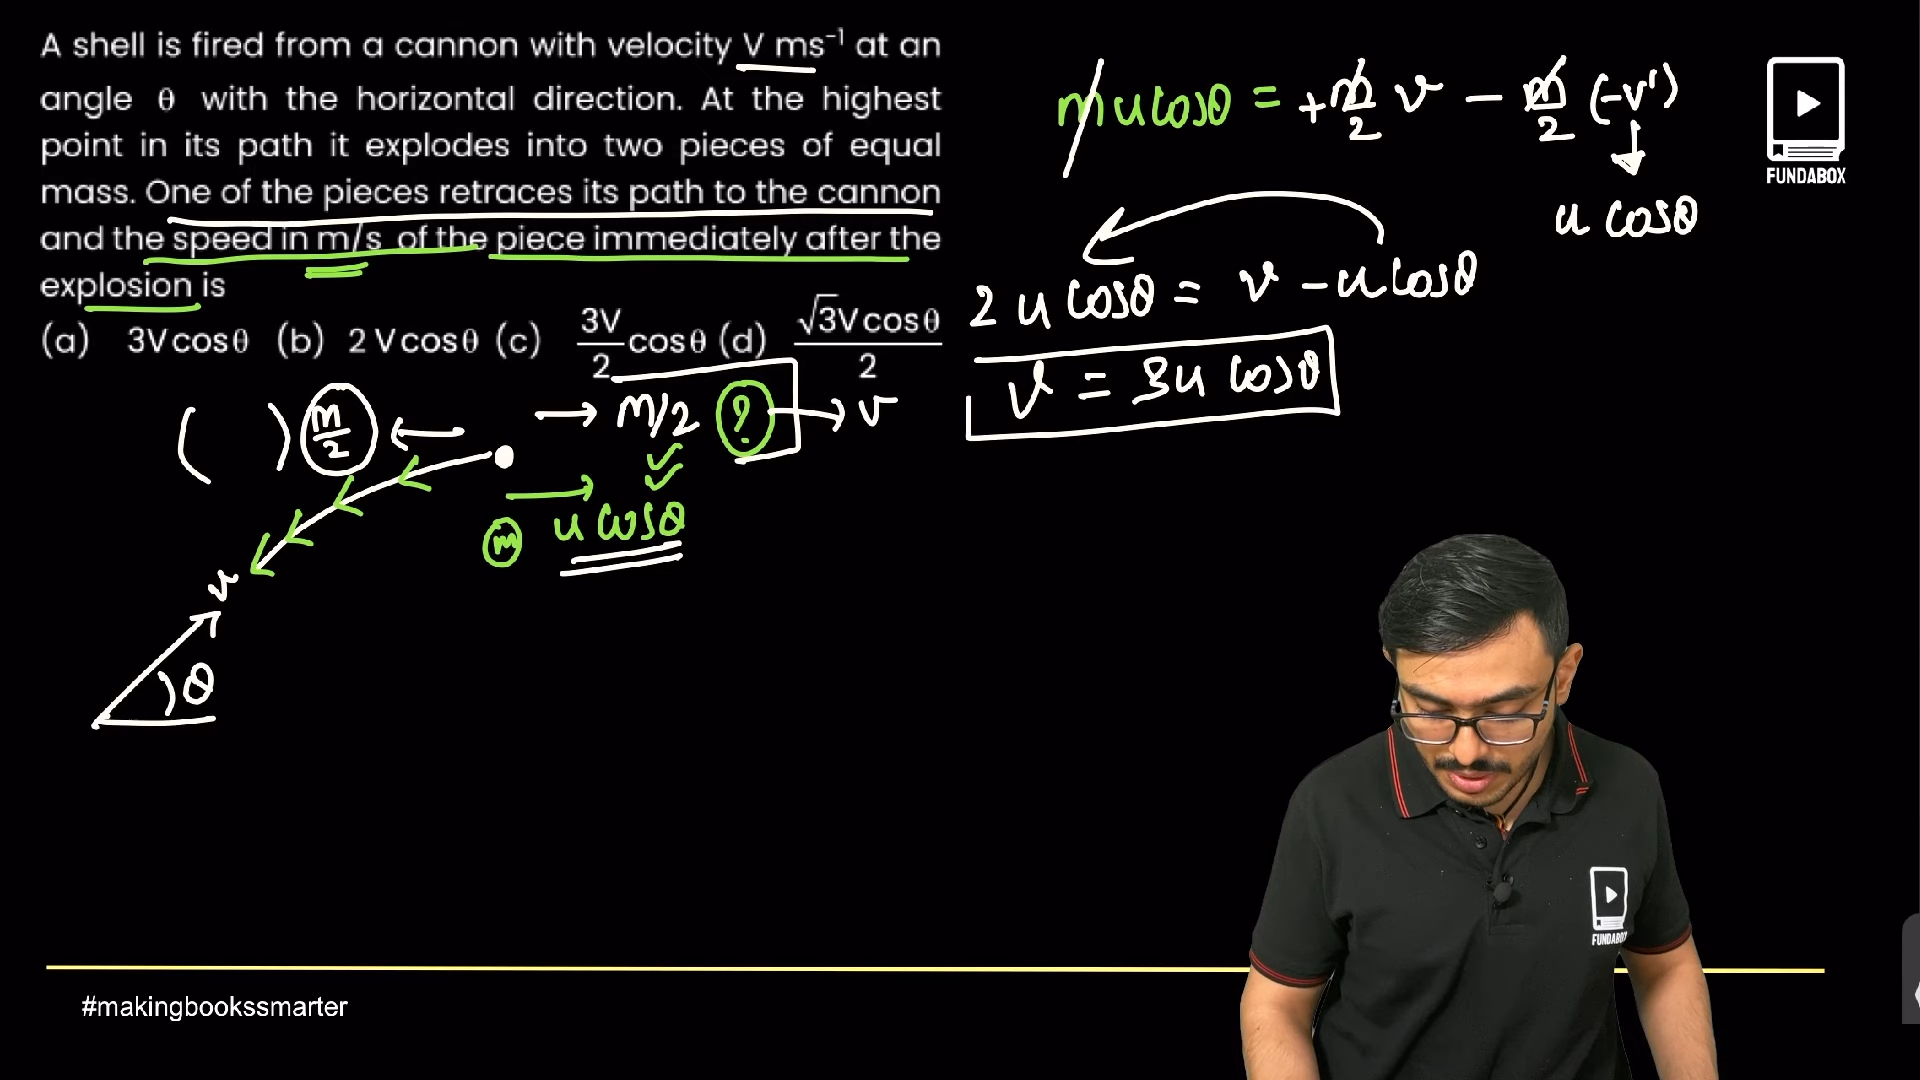 A shell is fired from a cannon with velocity V ms⁻¹ at an
angle θ with the horizontal direction. At the highest
point in its path it explodes into two pieces of equal
mass. One of the pieces retraces its path to the cannon
and the speed in m/s of the piece immediately after the
explosion is
(a) 3Vcosθ (b) 2 Vcosθ (c) 3V/2 cosθ (d) √3Vcosθ/2
( ) m/2 ← → m/2 ? → v
m u cosθ
v
θ
m u cosθ = + m/2 v − m/2 (−v')
u cosθ
2 u cosθ = v − u cosθ
v = 3u cosθ
FUNDABOX
FUNDABOX
#makingbookssmarter